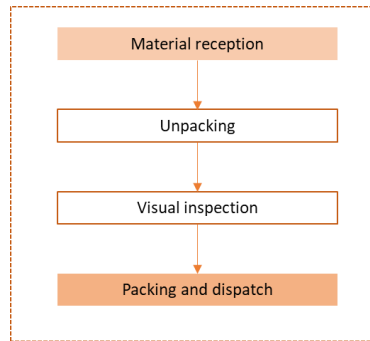 Material reception
Unpacking
Visual inspection
Packing and dispatch